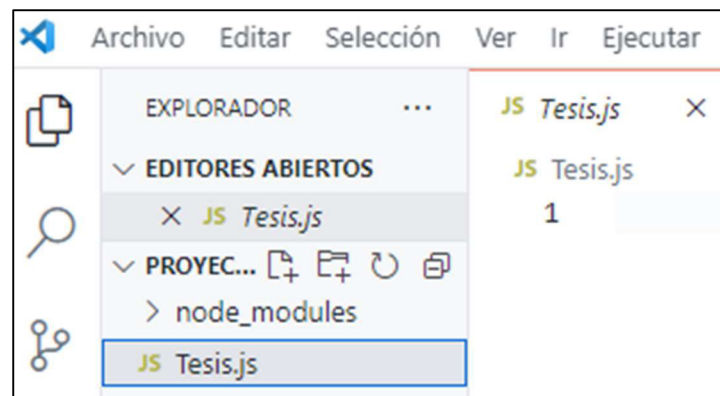 Archivo Editar Selección Ver Ir Ejecutar
EXPLORADOR ...
EDITORES ABIERTOS
JS Tesis.js
PROYEC...
node_modules
JS Tesis.js
JS Tesis.js
JS Tesis.js
1